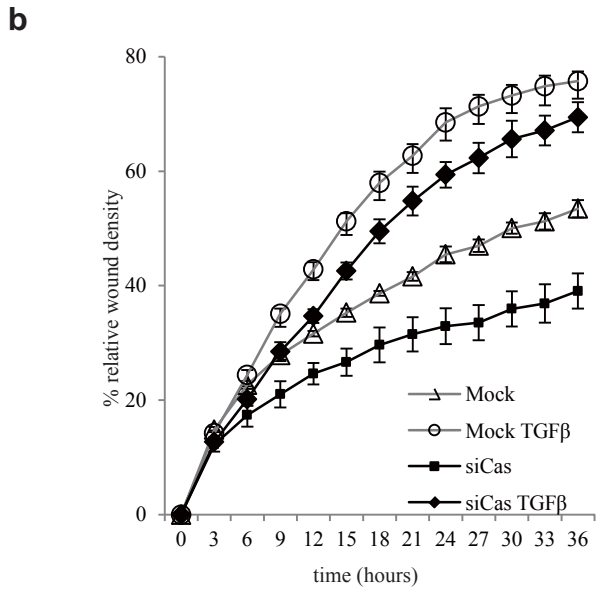 b
80
60
40
20
0
% relative wound density
Mock
Mock TGFβ
siCas
siCas TGFβ
0 3 6 9 12 15 18 21 24 27 30 33 36
time (hours)